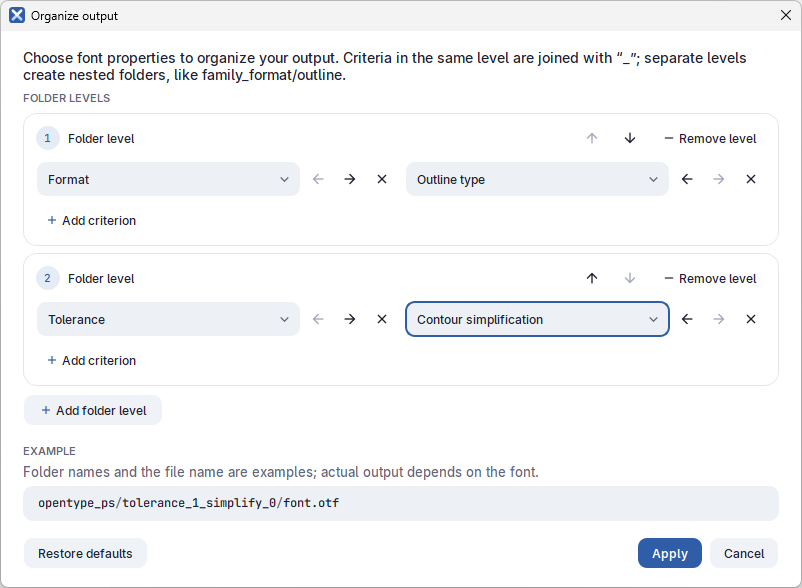 Organize output
Choose font properties to organize your output. Criteria in the same level are joined with “_”; separate levels
create nested folders, like family_format/outline.
FOLDER LEVELS
1 Folder level Remove level
Format Outline type
+ Add criterion
2 Folder level Remove level
Tolerance Contour simplification
+ Add criterion
+ Add folder level
EXAMPLE
Folder names and the file name are examples; actual output depends on the font.
opentype_ps/tolerance_1_simplify_0/font.otf
Restore defaults Apply Cancel